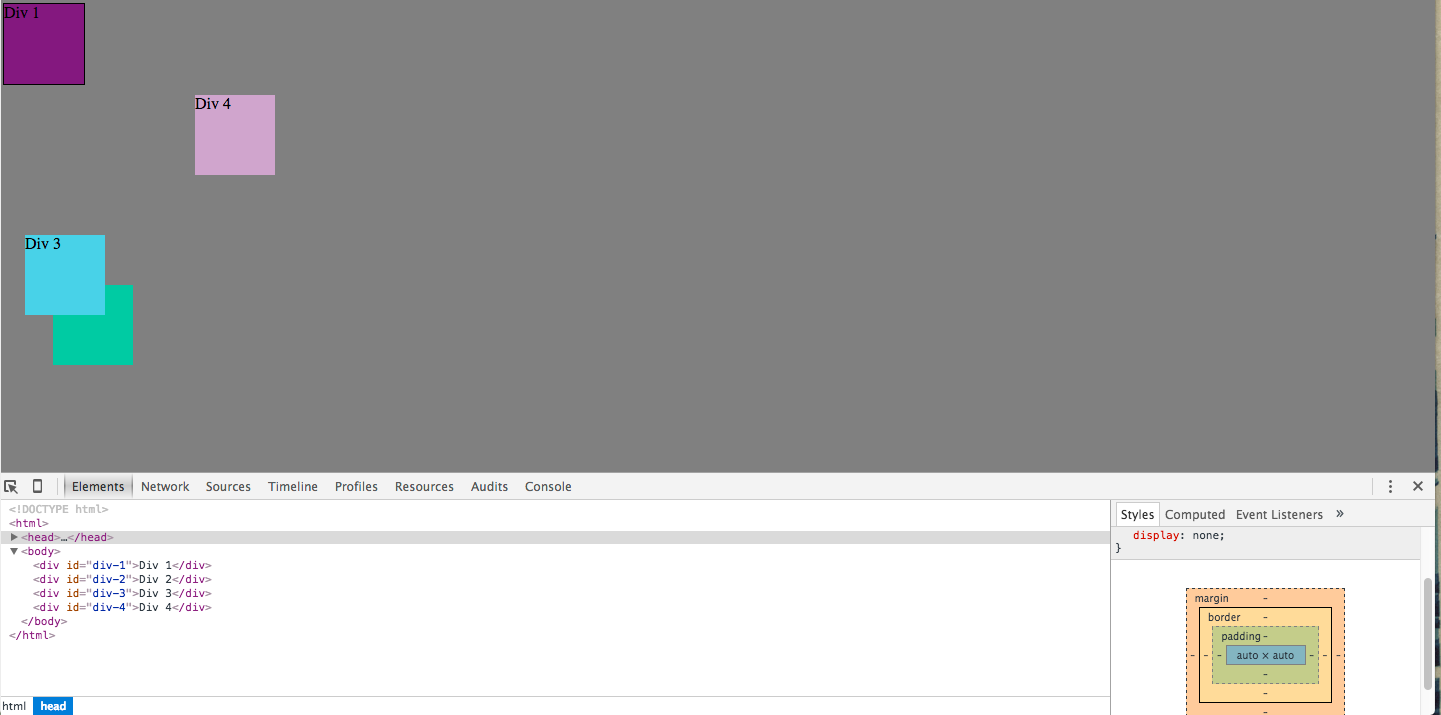 Div 1
Div 4
Div 3
Elements Network Sources Timeline Profiles Resources Audits Console
<!DOCTYPE html>
<html>
<head>…</head>
<body>
<div id="div-1">Div 1</div>
<div id="div-2">Div 2</div>
<div id="div-3">Div 3</div>
<div id="div-4">Div 4</div>
</body>
</html>
html head
Styles Computed Event Listeners »
display: none;
}
margin -
border -
padding -
- - - auto × auto - - -
-
-
-